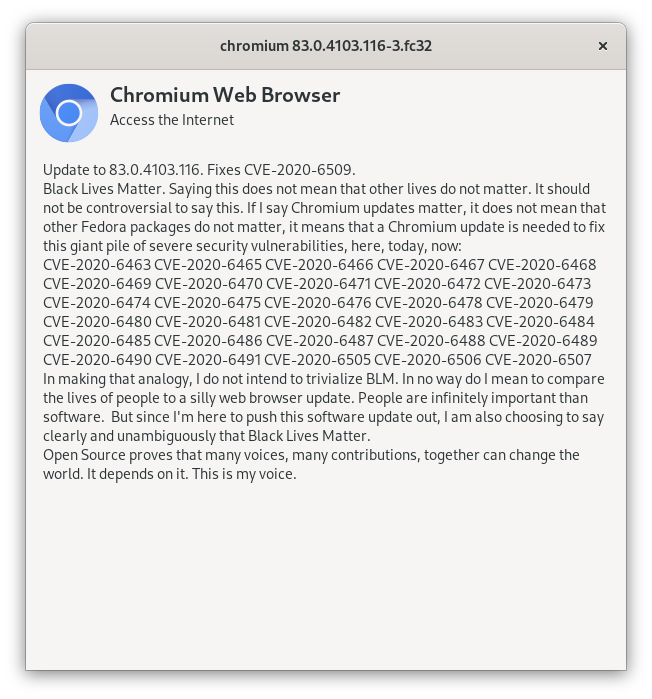 chromium 83.0.4103.116-3.fc32
Chromium Web Browser
Access the Internet
Update to 83.0.4103.116. Fixes CVE-2020-6509.
Black Lives Matter. Saying this does not mean that other lives do not matter. It should
not be controversial to say this. If I say Chromium updates matter, it does not mean that
other Fedora packages do not matter, it means that a Chromium update is needed to fix
this giant pile of severe security vulnerabilities, here, today, now:
CVE-2020-6463 CVE-2020-6465 CVE-2020-6466 CVE-2020-6467 CVE-2020-6468
CVE-2020-6469 CVE-2020-6470 CVE-2020-6471 CVE-2020-6472 CVE-2020-6473
CVE-2020-6474 CVE-2020-6475 CVE-2020-6476 CVE-2020-6478 CVE-2020-6479
CVE-2020-6480 CVE-2020-6481 CVE-2020-6482 CVE-2020-6483 CVE-2020-6484
CVE-2020-6485 CVE-2020-6486 CVE-2020-6487 CVE-2020-6488 CVE-2020-6489
CVE-2020-6490 CVE-2020-6491 CVE-2020-6505 CVE-2020-6506 CVE-2020-6507
In making that analogy, I do not intend to trivialize BLM. In no way do I mean to compare
the lives of people to a silly web browser update. People are infinitely important than
software.  But since I'm here to push this software update out, I am also choosing to say
clearly and unambiguously that Black Lives Matter.
Open Source proves that many voices, many contributions, together can change the
world. It depends on it. This is my voice.